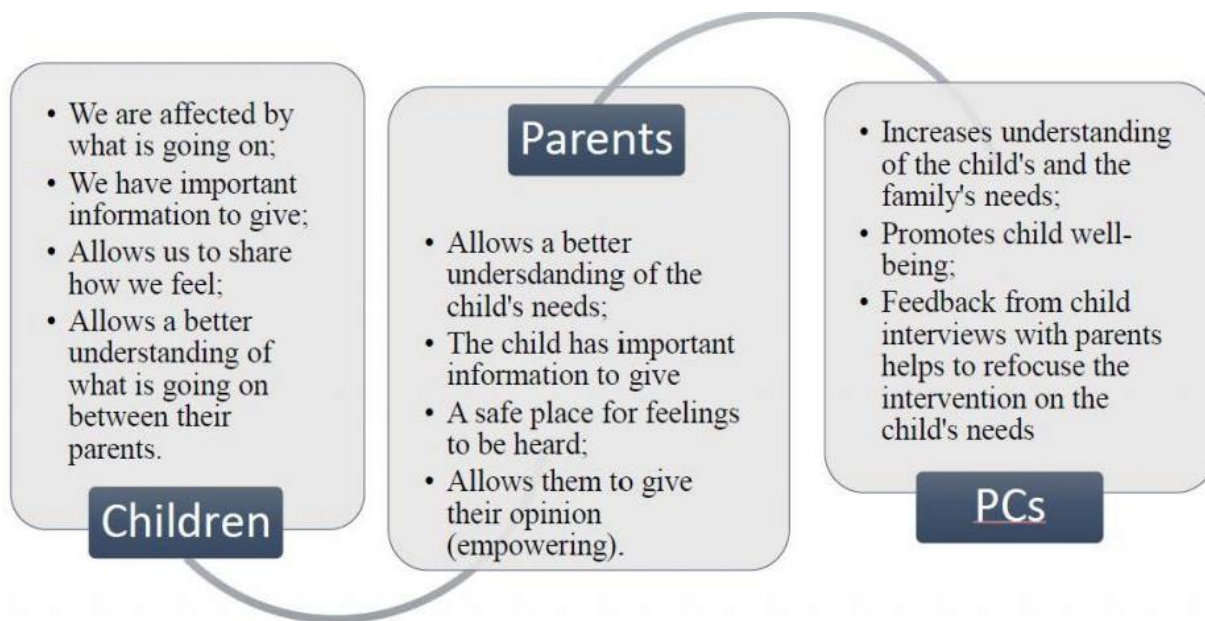 • We are affected by
what is going on;
• We have important
information to give;
• Allows us to share
how we feel;
• Allows a better
understanding of
what is going on
between their
parents.
Children
Parents
• Allows a better
undersdanding of the
child's needs;
• The child has important
information to give
• A safe place for feelings
to be heard;
• Allows them to give
their opinion
(empowering).
• Increases understanding
of the child's and the
family's needs;
• Promotes child well-
being;
• Feedback from child
interviews with parents
helps to refocuse the
intervention on the
child's needs
PCs